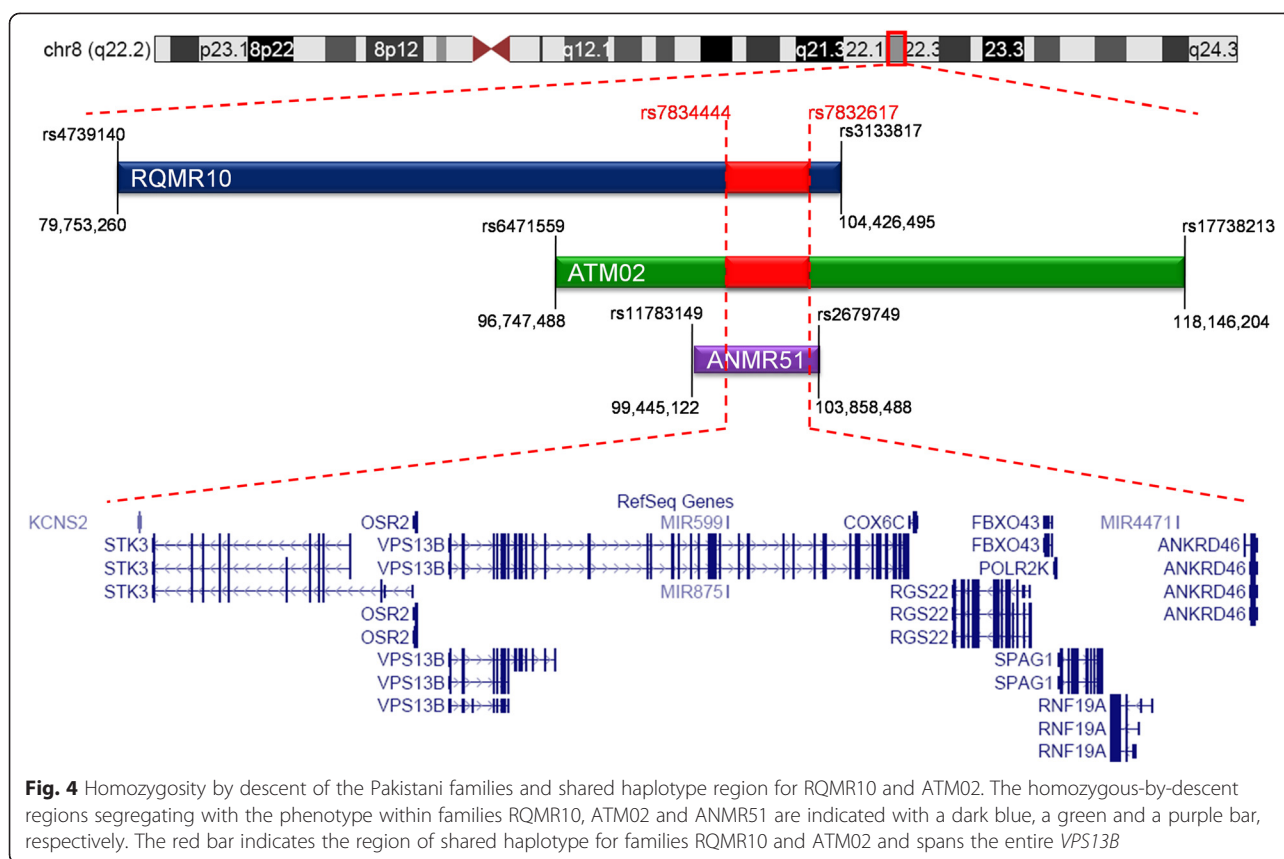 chr8 (q22.2) p23.1 8p22 8p12 q12.1 q21.3 22.1 22.3 23.3 q24.3
rs7834444 rs7832617
rs4739140 rs3133817
RQMR10
79,753,260 104,426,495
rs6471559 rs17738213
ATM02
96,747,488 118,146,204
rs11783149 rs2679749
ANMR51
99,445,122 103,858,488
RefSeq Genes
KCNS2 OSR2 MIR599 COX6C FBXO43 MIR4471
STK3 VPS13B FBXO43 ANKRD46
STK3 VPS13B POLR2K ANKRD46
STK3 MIR875 RGS22 ANKRD46
OSR2 RGS22 ANKRD46
OSR2 RGS22
VPS13B SPAG1
VPS13B SPAG1
VPS13B RNF19A
RNF19A
RNF19A
Fig. 4 Homozygosity by descent of the Pakistani families and shared haplotype region for RQMR10 and ATM02. The homozygous-by-descent
regions segregating with the phenotype within families RQMR10, ATM02 and ANMR51 are indicated with a dark blue, a green and a purple bar,
respectively. The red bar indicates the region of shared haplotype for families RQMR10 and ATM02 and spans the entire VPS13B